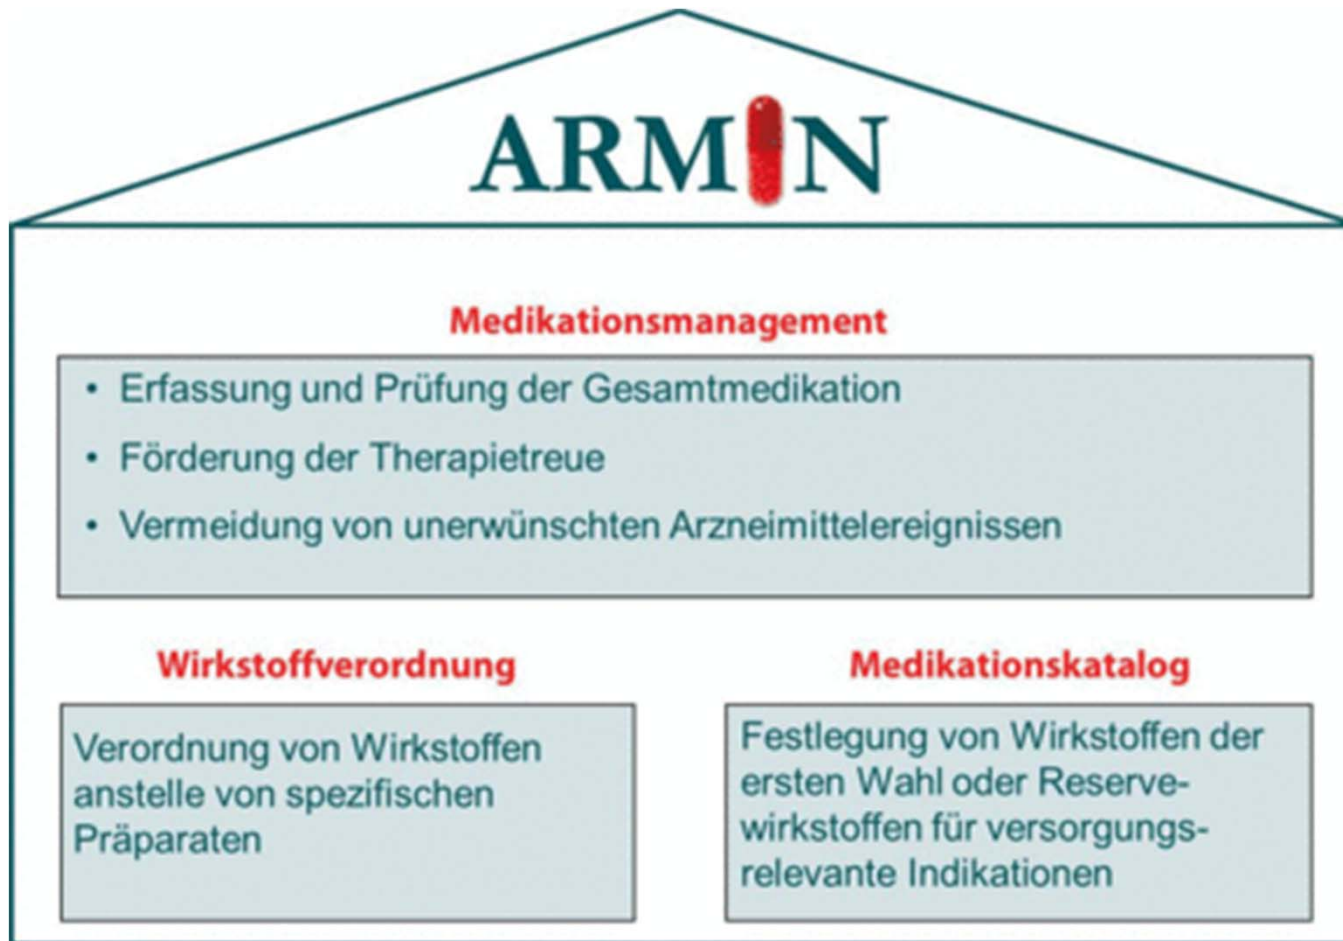 ARMIN
Medikationsmanagement
• Erfassung und Prüfung der Gesamtmedikation
• Förderung der Therapietreue
• Vermeidung von unerwünschten Arzneimittelereignissen
Wirkstoffverordnung
Verordnung von Wirkstoffen
anstelle von spezifischen
Präparaten
Medikationskatalog
Festlegung von Wirkstoffen der
ersten Wahl oder Reserve-
wirkstoffen für versorgungs-
relevante Indikationen